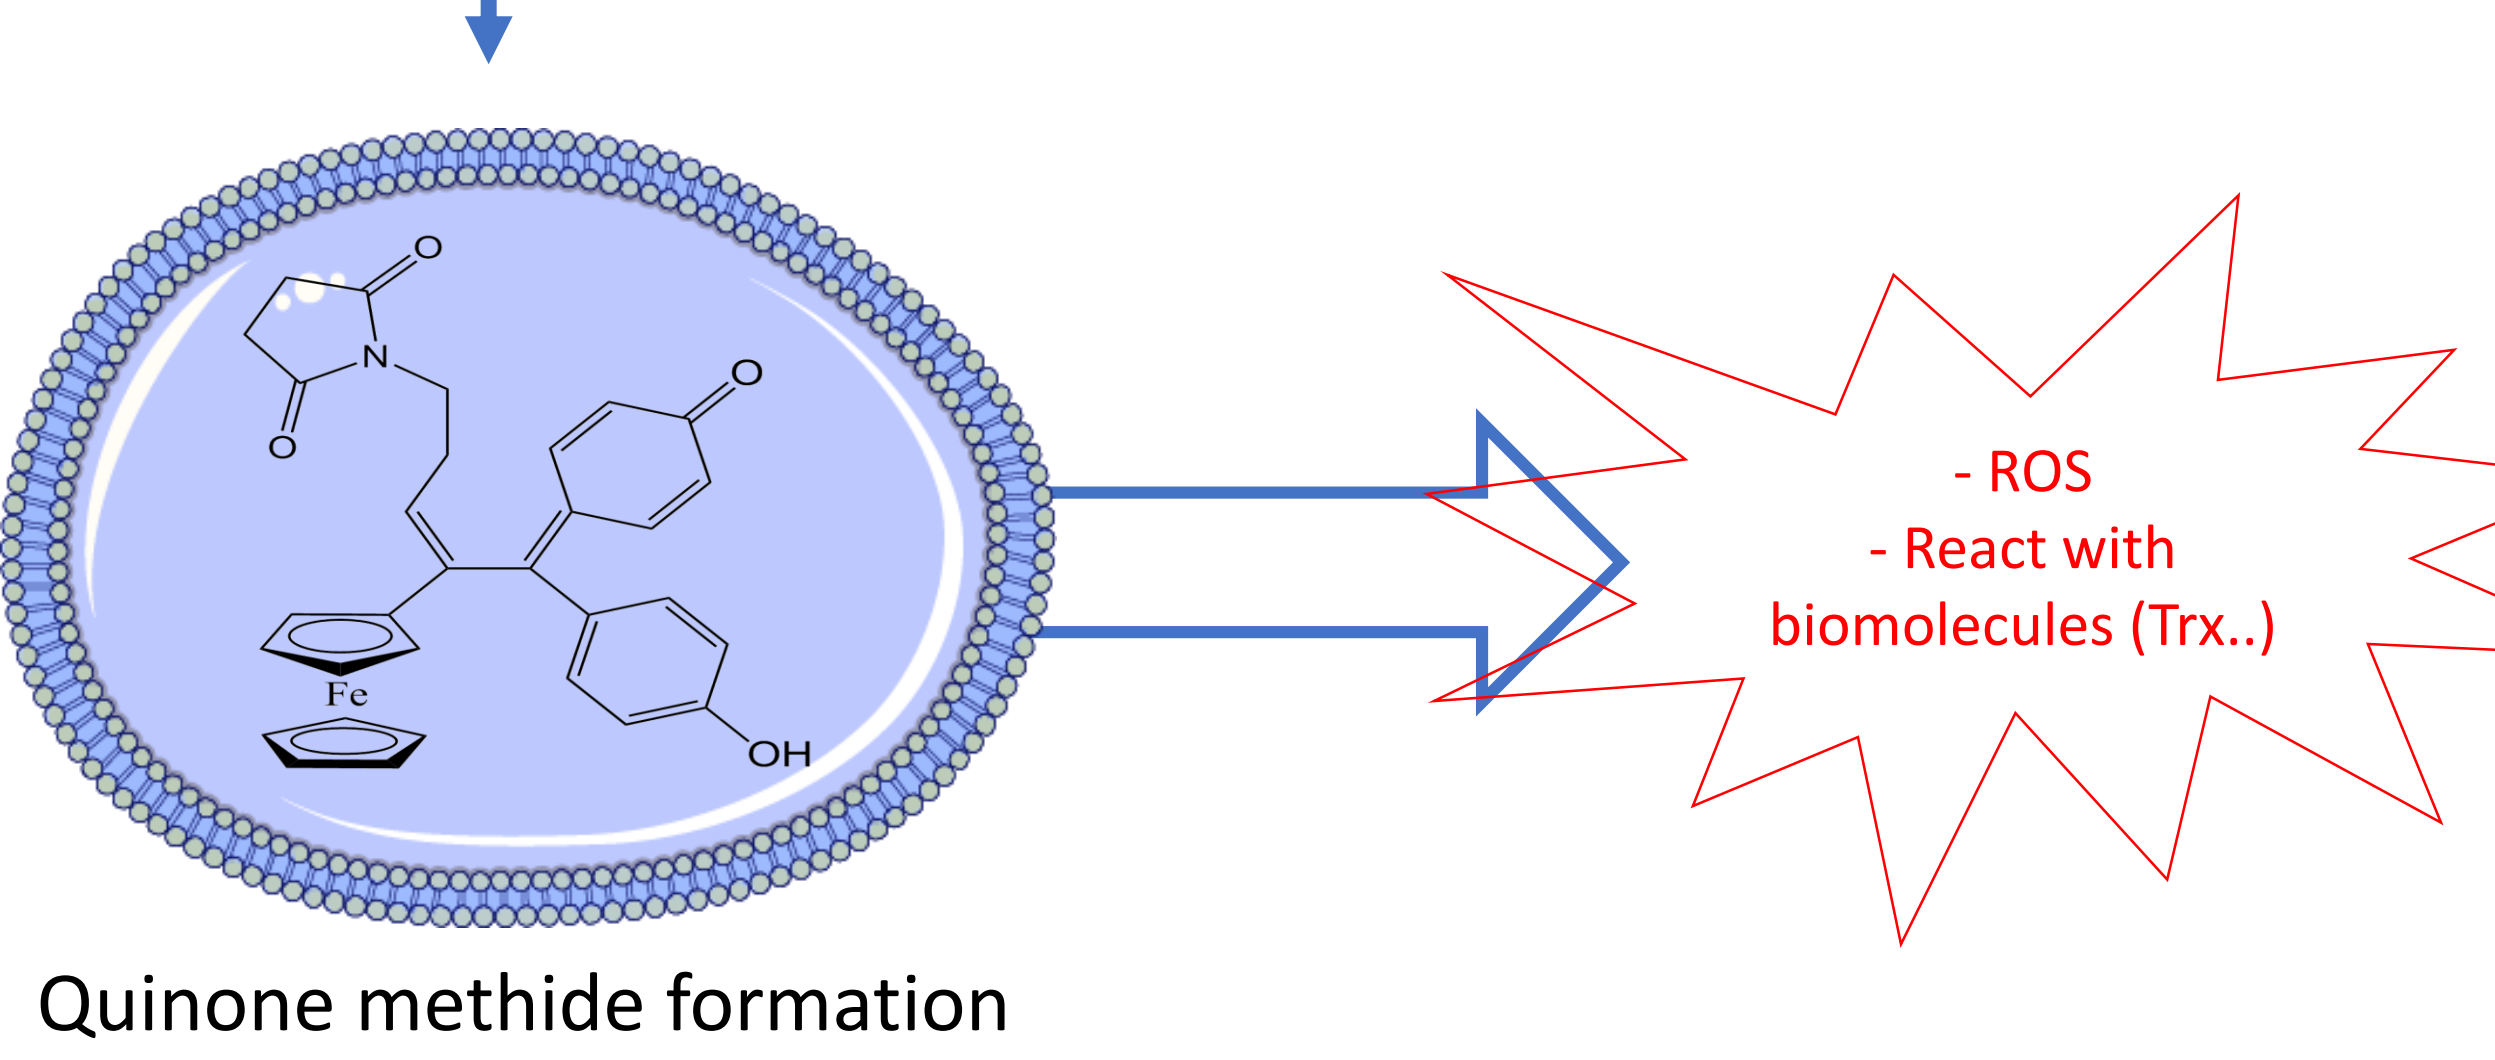 O
N
O
O
Fe
OH
- ROS
- React with
biomolecules (Trx..)
Quinone methide formation